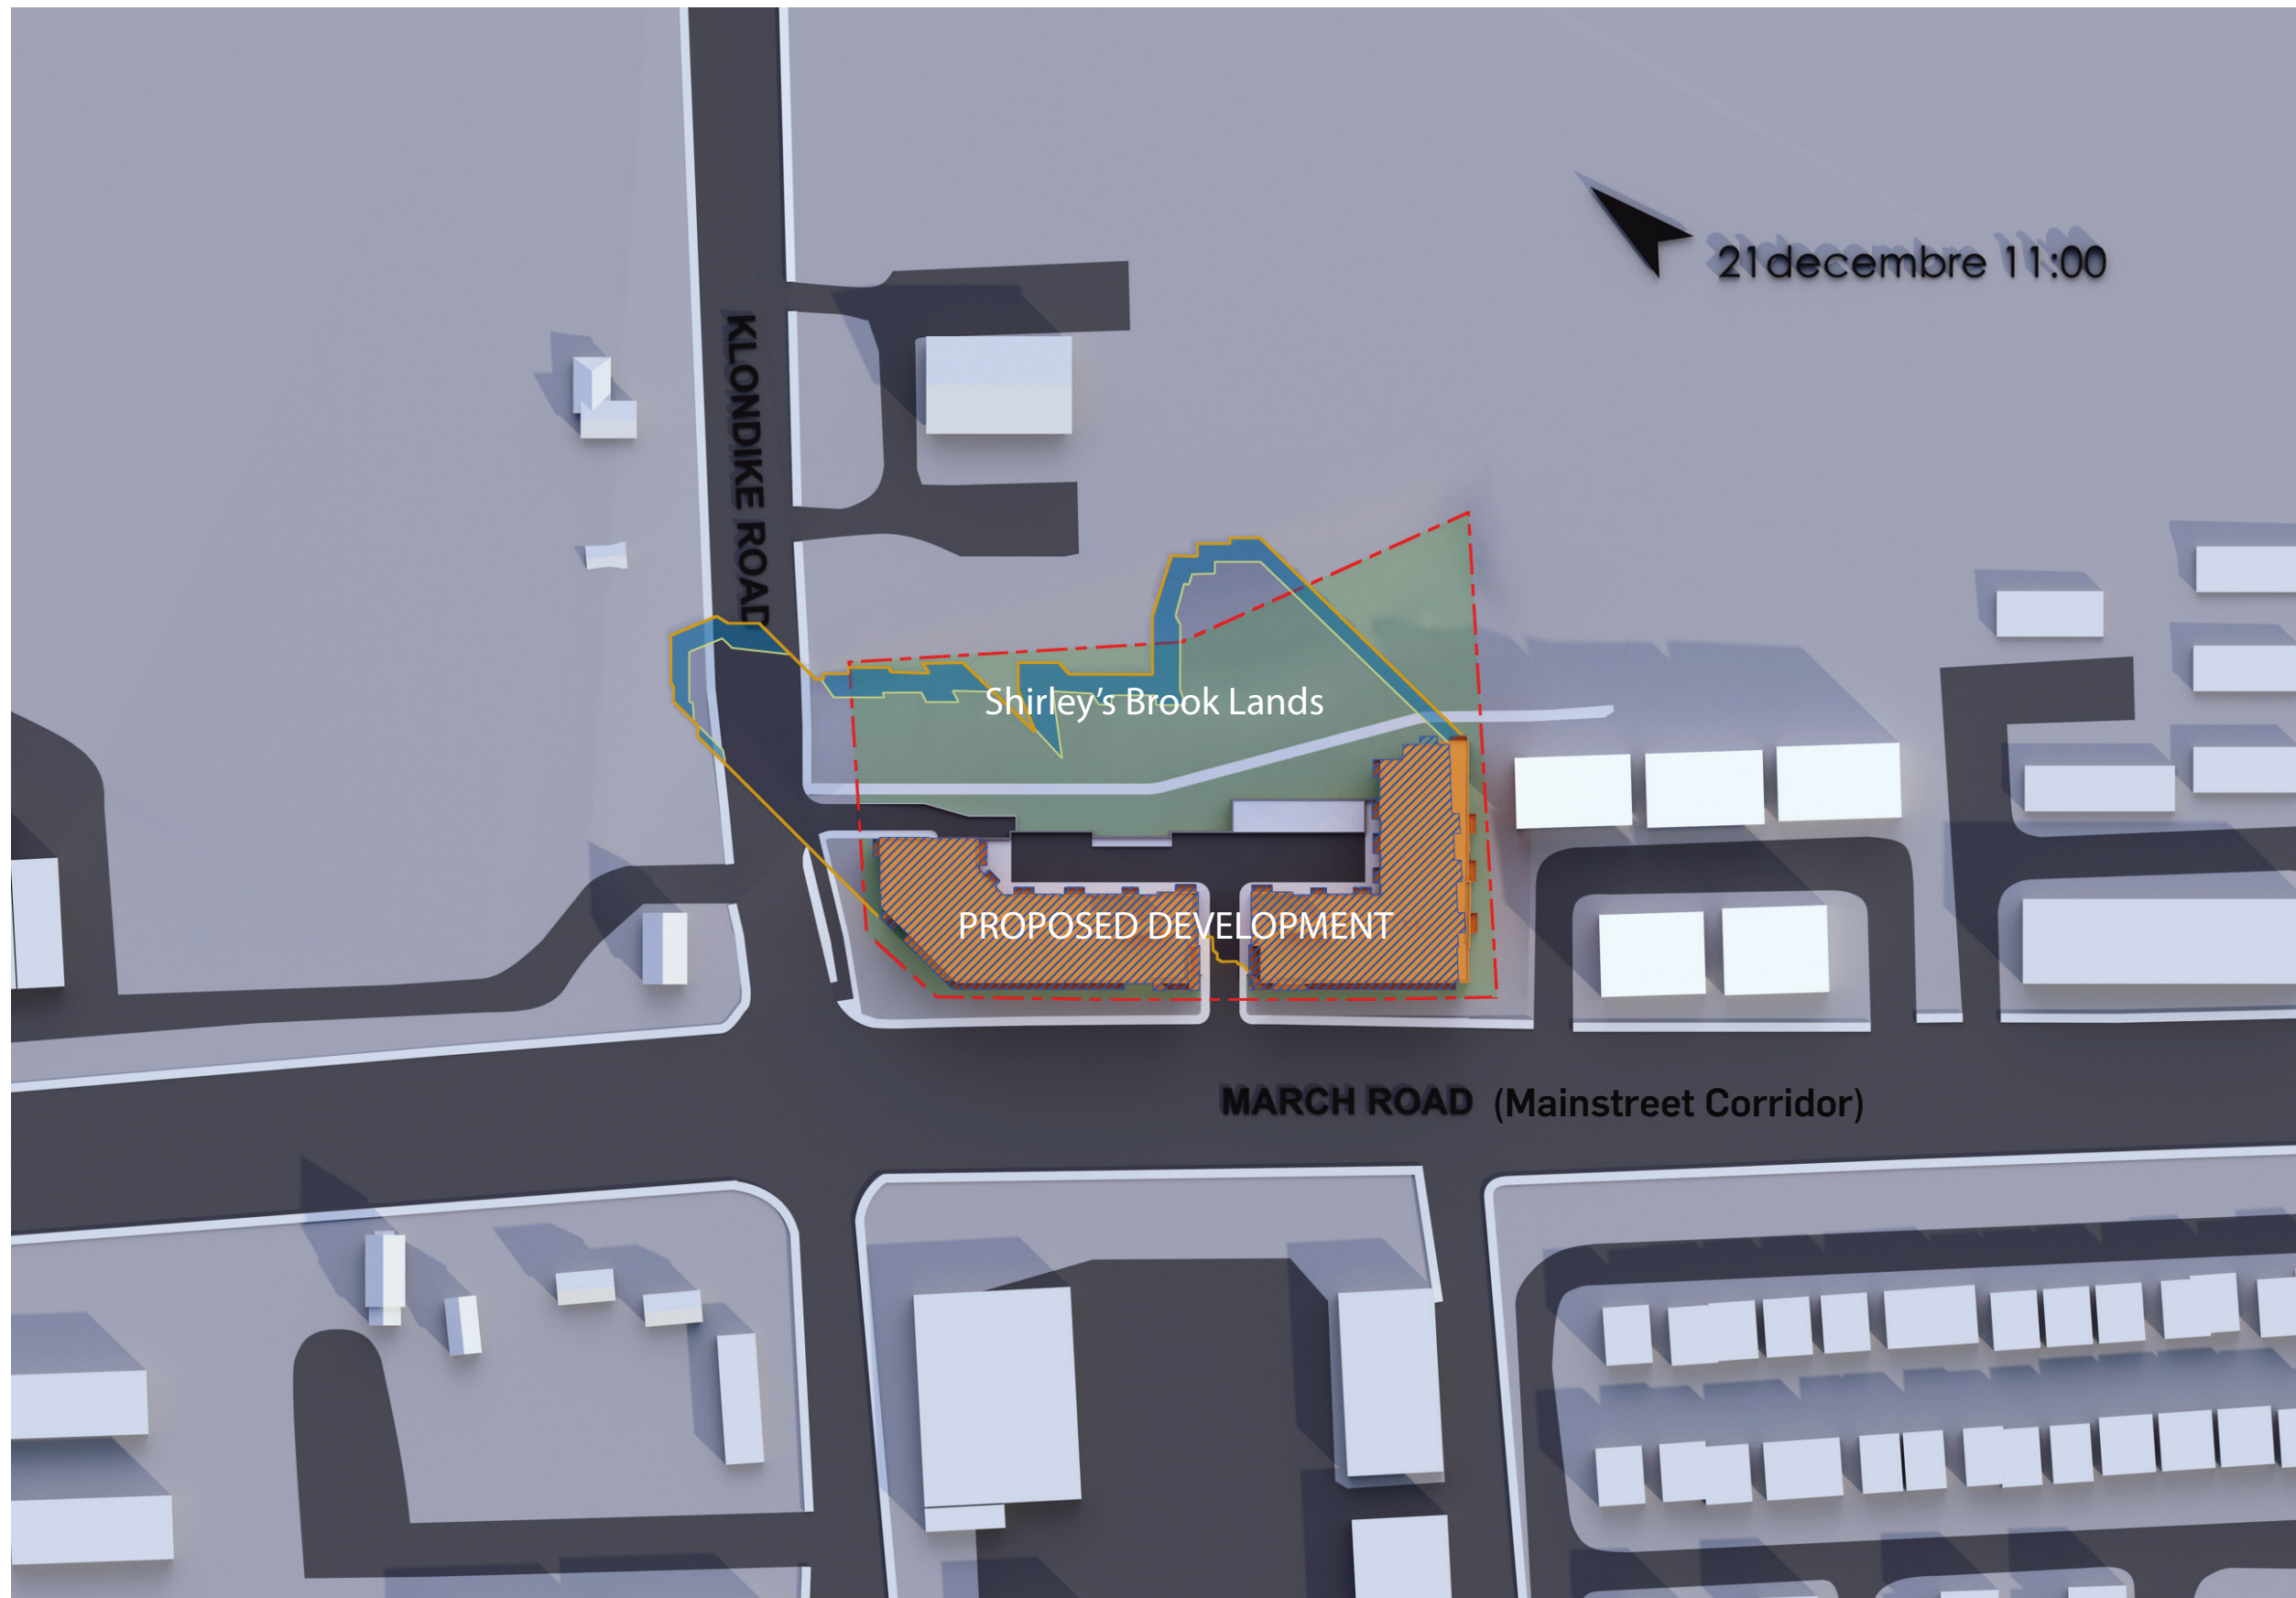 21decembre 11:00
KLONDIKE ROAD
Shirley’s Brook Lands
PROPOSED DEVELOPMENT
MARCH ROAD (Mainstreet Corridor)